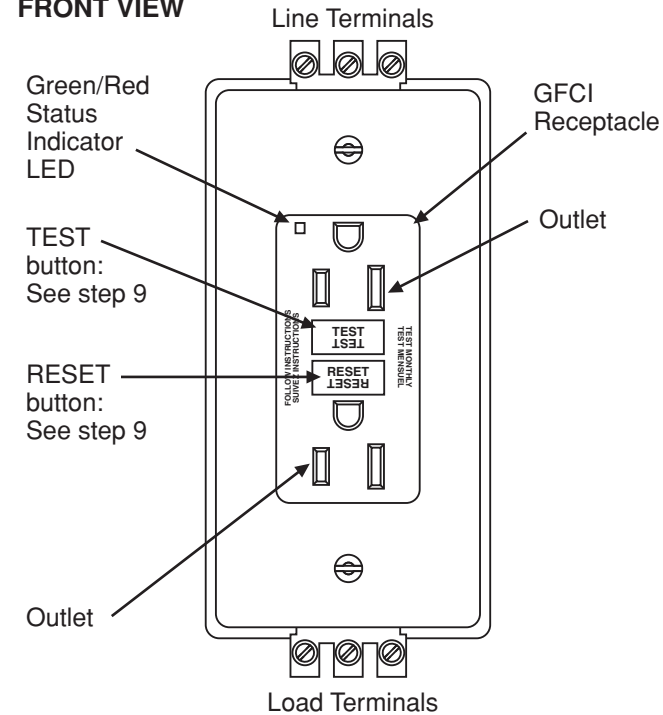 FRONT VIEW
Line Terminals
Green/Red
Status
Indicator
LED
GFCI
Receptacle
Outlet
TEST
button:
See step 9
TEST
TEST
FOLLOW INSTRUCTIONS
SUIVEZ INSTRUCTIONS
TEST MONTHLY
TEST MENSUEL
RESET
RESET
RESET
button:
See step 9
Outlet
Load Terminals